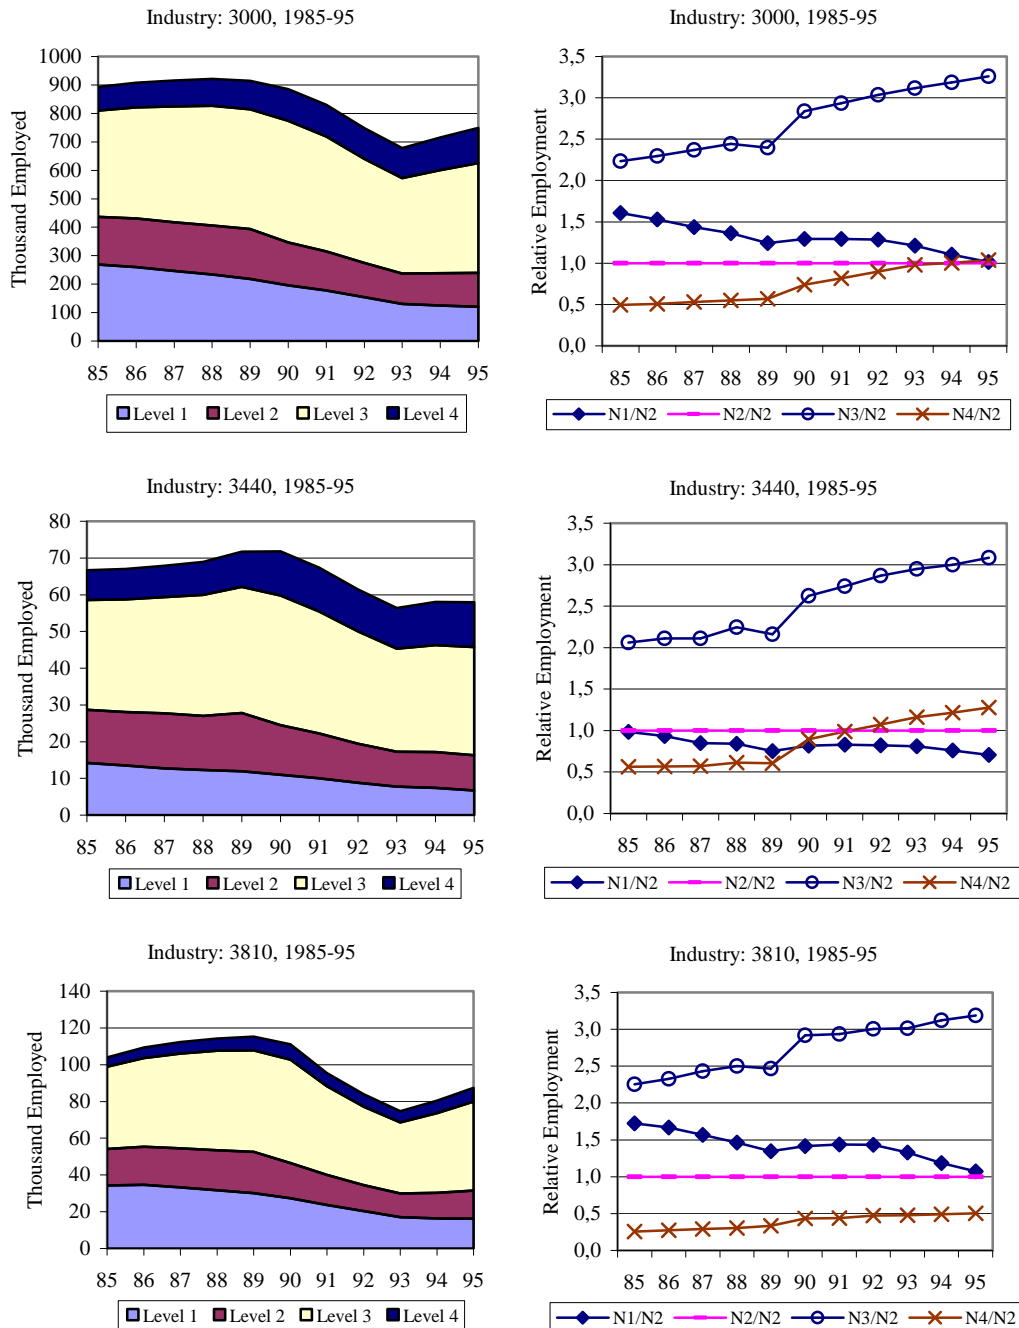 Industry: 3000, 1985-95
Thousand Employed
1000
900
800
700
600
500
400
300
200
100
0
85 86 87 88 89 90 91 92 93 94 95
Level 1 Level 2 Level 3 Level 4
Industry: 3000, 1985-95
Relative Employment
3,5
3,0
2,5
2,0
1,5
1,0
0,5
0,0
85 86 87 88 89 90 91 92 93 94 95
N1/N2 N2/N2 N3/N2 N4/N2
Industry: 3440, 1985-95
Thousand Employed
80
70
60
50
40
30
20
10
0
85 86 87 88 89 90 91 92 93 94 95
Level 1 Level 2 Level 3 Level 4
Industry: 3440, 1985-95
Relative Employment
3,5
3,0
2,5
2,0
1,5
1,0
0,5
0,0
85 86 87 88 89 90 91 92 93 94 95
N1/N2 N2/N2 N3/N2 N4/N2
Industry: 3810, 1985-95
Thousand Employed
140
120
100
80
60
40
20
0
85 86 87 88 89 90 91 92 93 94 95
Level 1 Level 2 Level 3 Level 4
Industry: 3810, 1985-95
Relative Employment
3,5
3,0
2,5
2,0
1,5
1,0
0,5
0,0
85 86 87 88 89 90 91 92 93 94 95
N1/N2 N2/N2 N3/N2 N4/N2